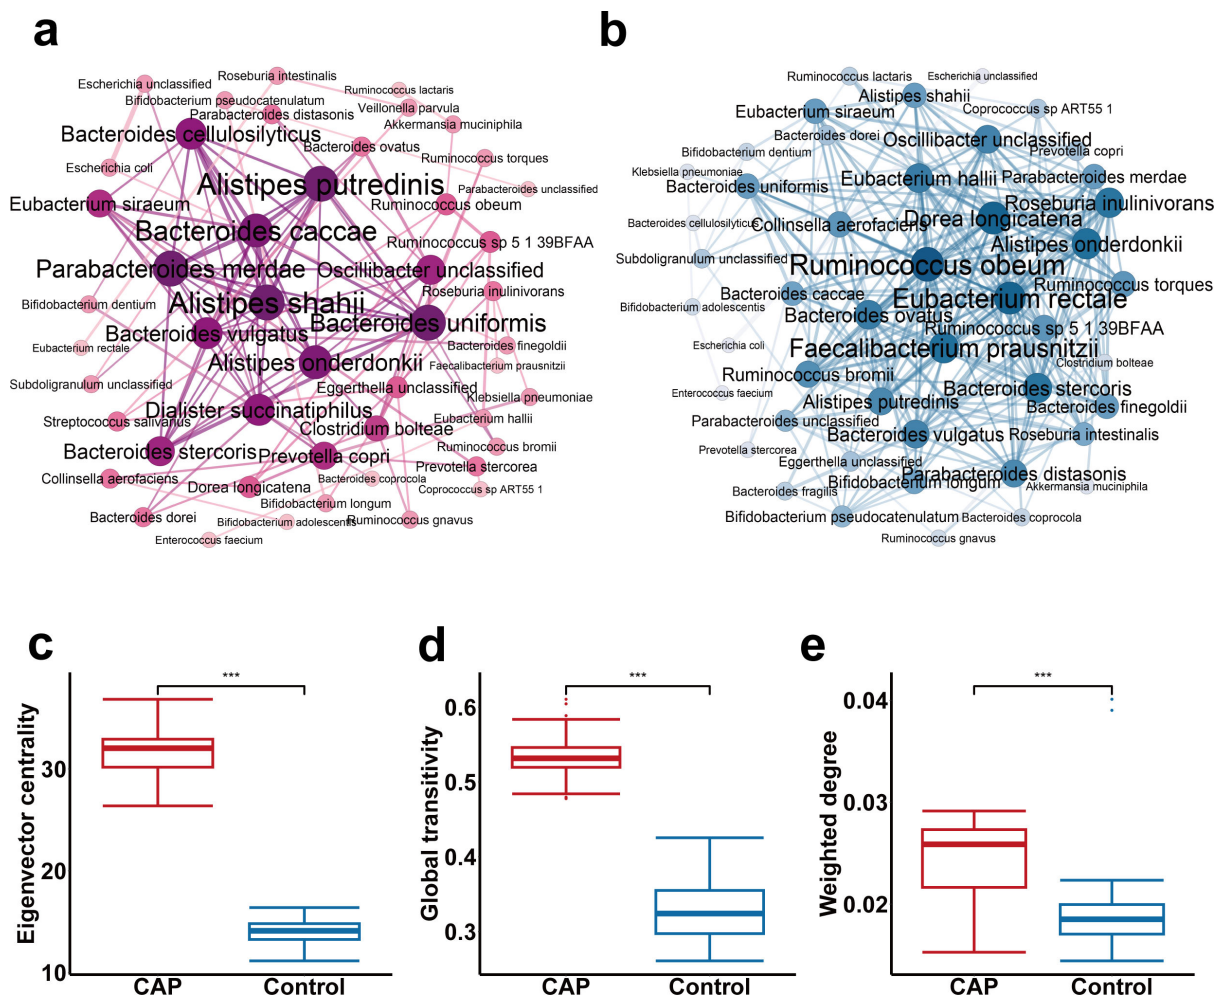 a
Escherichia unclassified
Roseburia intestinalis
Bifidobacterium pseudocatenulatum
Ruminococcus lactaris
Parabacteroides distasonis
Veillonella parvula
Akkermansia muciniphila
Bacteroides cellulosilyticus
Bacteroides ovatus
Escherichia coli
Ruminococcus torques
Alistipes putredinis
Parabacteroides unclassified
Eubacterium siraeum
Ruminococcus obeum
Bacteroides caccae
Ruminococcus sp 5 1 39BFAA
Parabacteroides merdae
Oscillibacter unclassified
Roseburia inulinivorans
Bifidobacterium dentium
Alistipes shahii
Bacteroides uniformis
Bacteroides vulgatus
Eubacterium rectale
Bacteroides finegoldii
Alistipes onderdonkii
Faecalibacterium prausnitzii
Subdoligranulum unclassified
Eggerthella unclassified
Klebsiella pneumoniae
Dialister succinatiphilus
Streptococcus salivarius
Eubacterium hallii
Clostridium bolteae
Ruminococcus bromii
Bacteroides stercoris
Prevotella copri
Prevotella stercorea
Collinsella aerofaciens
Bacteroides coprocola
Dorea longicatena
Coprococcus sp ART55 1
Bifidobacterium longum
Bacteroides dorei
Bifidobacterium adolescentis
Ruminococcus gnavus
Enterococcus faecium
b
Ruminococcus lactaris
Escherichia unclassified
Alistipes shahii
Eubacterium siraeum
Coprococcus sp ART55 1
Bacteroides dorei
Oscillibacter unclassified
Bifidobacterium dentium
Prevotella copri
Klebsiella pneumoniae
Bacteroides uniformis
Eubacterium hallii
Parabacteroides merdae
Roseburia inulinivorans
Bacteroides cellulosilyticus
Collinsella aerofaciens
Dorea longicatena
Alistipes onderdonkii
Subdoligranulum unclassified
Ruminococcus obeum
Ruminococcus torques
Bacteroides caccae
Eubacterium rectale
Bifidobacterium adolescentis
Bacteroides ovatus
Ruminococcus sp 5 1 39BFAA
Escherichia coli
Faecalibacterium prausnitzii
Clostridium bolteae
Ruminococcus bromii
Bacteroides stercoris
Enterococcus faecium
Alistipes putredinis
Bacteroides finegoldii
Parabacteroides unclassified
Bacteroides vulgatus
Roseburia intestinalis
Prevotella stercorea
Eggerthella unclassified
Parabacteroides distasonis
Bifidobacterium longum
Akkermansia muciniphila
Bacteroides fragilis
Bifidobacterium pseudocatenulatum
Bacteroides coprocola
Ruminococcus gnavus
c
Eigenvector centrality
30
20
10
***
CAP
Control
d
Global transitivity
0.6
0.5
0.4
0.3
***
CAP
Control
e
Weighted degree
0.04
0.03
0.02
***
CAP
Control